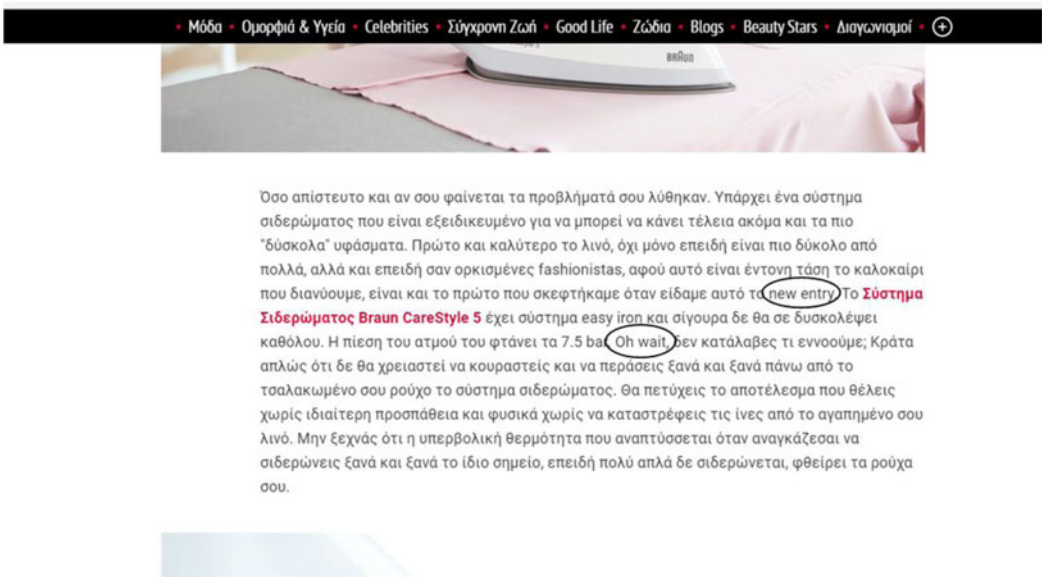 • Μόδα • Ομορφιά & Υγεία • Celebrities • Σύγχρονη Ζωή • Good Life • Ζώδια • Blogs • Beauty Stars • Διαγωνισμοί •
BRAUN
Όσο απίστευτο και αν σου φαίνεται τα προβλήματά σου λύθηκαν. Υπάρχει ένα σύστημα
σιδερώματος που είναι εξειδικευμένο για να μπορεί να κάνει τέλεια ακόμα και τα πιο
"δύσκολα" υφάσματα. Πρώτο και καλύτερο το λινό, όχι μόνο επειδή είναι πιο δύκολο από
πολλά, αλλά και επειδή σαν ορκισμένες fashionistas, αφού αυτό είναι έντονη τάση το καλοκαίρι
που διανύουμε, είναι και το πρώτο που σκεφτήκαμε όταν είδαμε αυτό το new entry. Το Σύστημα
Σιδερώματος Braun CareStyle 5 έχει σύστημα easy iron και σίγουρα δε θα σε δυσκολέψει
καθόλου. Η πίεση του ατμού του φτάνει τα 7.5 bar. Oh wait, δεν κατάλαβες τι εννοούμε; Κράτα
απλώς ότι δε θα χρειαστεί να κουραστείς και να περάσεις ξανά και ξανά πάνω από το
τσαλακωμένο σου ρούχο το σύστημα σιδερώματος. Θα πετύχεις το αποτέλεσμα που θέλεις
χωρίς ιδιαίτερη προσπάθεια και φυσικά χωρίς να καταστρέφεις τις ίνες από το αγαπημένο σου
λινό. Μην ξεχνάς ότι η υπερβολική θερμότητα που αναπτύσσεται όταν αναγκάζεσαι να
σιδερώνεις ξανά και ξανά το ίδιο σημείο, επειδή πολύ απλά δε σιδερώνεται, φθείρει τα ρούχα
σου.